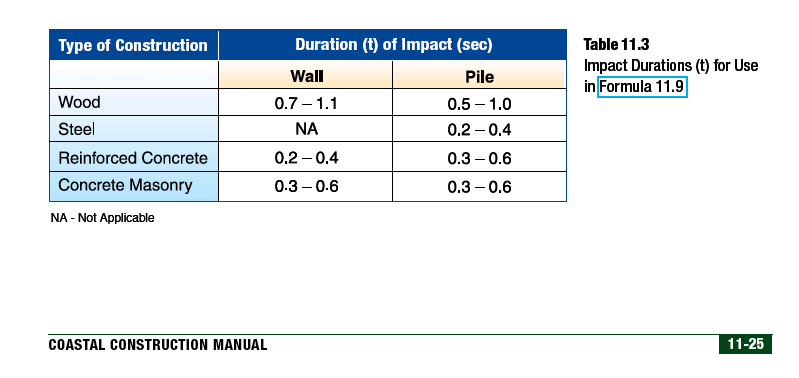 Type of Construction Duration (t) of Impact (sec)
Wall Pile
Wood 0.7 – 1.1 0.5 – 1.0
Steel NA 0.2 – 0.4
Reinforced Concrete 0.2 – 0.4 0.3 – 0.6
Concrete Masonry 0.3 – 0.6 0.3 – 0.6
NA - Not Applicable
Table 11.3
Impact Durations (t) for Use
in Formula 11.9
COASTAL CONSTRUCTION MANUAL 11-25